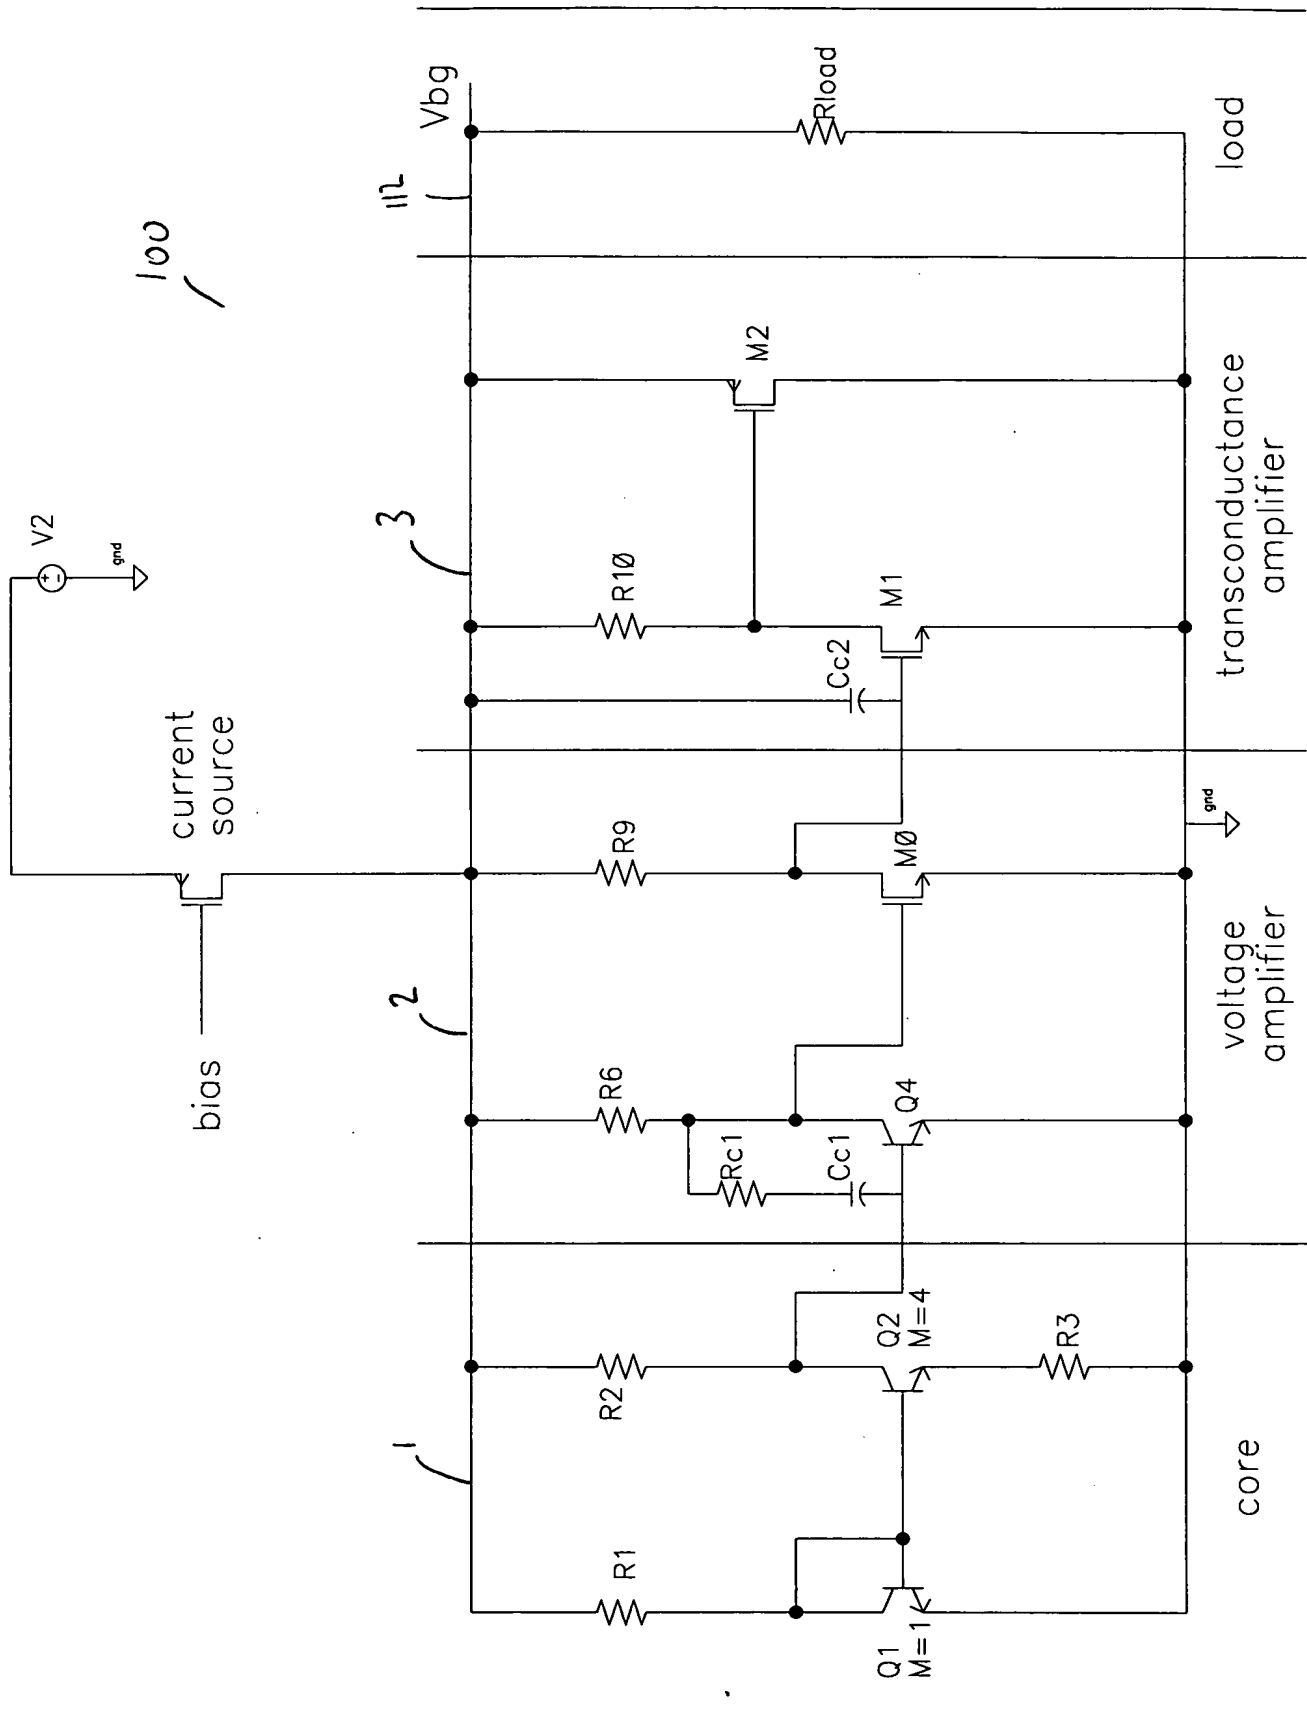 100
V2
gnd
current
source
bias
1
2
3
112
Vbg
R1
R2
R6
R9
R10
Rc1
Cc1
Cc2
M2
Rload
Q1
M=1
Q2
M=4
Q4
M0
M1
R3
gnd
core
voltage
amplifier
transconductance
amplifier
load